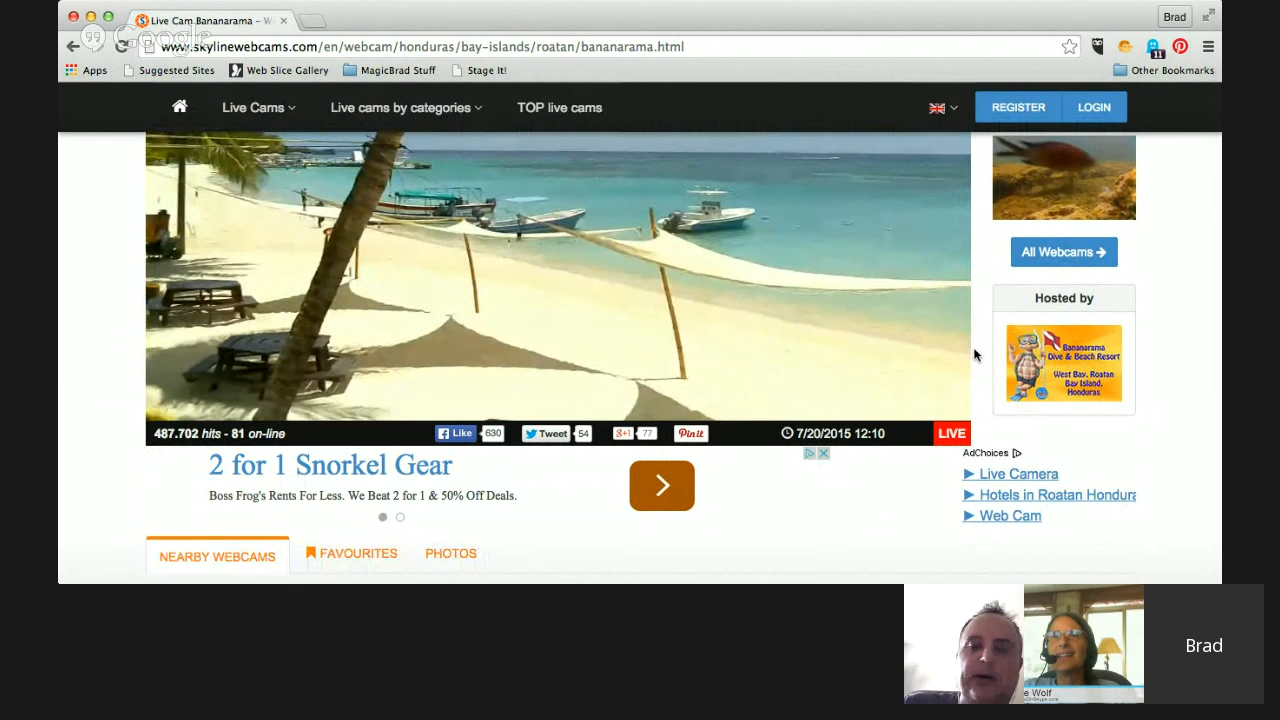 Live Cam Bananarama – W
Brad
Google
www.skylinewebcams.com/en/webcam/honduras/bay-islands/roatan/bananarama.html
11
Apps
Suggested Sites
Web Slice Gallery
MagicBrad Stuff
Stage It!
Other Bookmarks
Live Cams
Live cams by categories
TOP live cams
REGISTER
LOGIN
All Webcams
Hosted by
Bananarama
Dive & Beach Resort
West Bay, Roatan
Bay Island,
Honduras
487.702 hits - 81 on-line
Like 630
Tweet 54
g+1 77
Pinit
7/20/2015 12:10
LIVE
2 for 1 Snorkel Gear
Boss Frog's Rents For Less. We Beat 2 for 1 & 50% Off Deals.
AdChoices
Live Camera
Hotels in Roatan Hondura
Web Cam
NEARBY WEBCAMS
FAVOURITES
PHOTOS
e Wolf
Brad